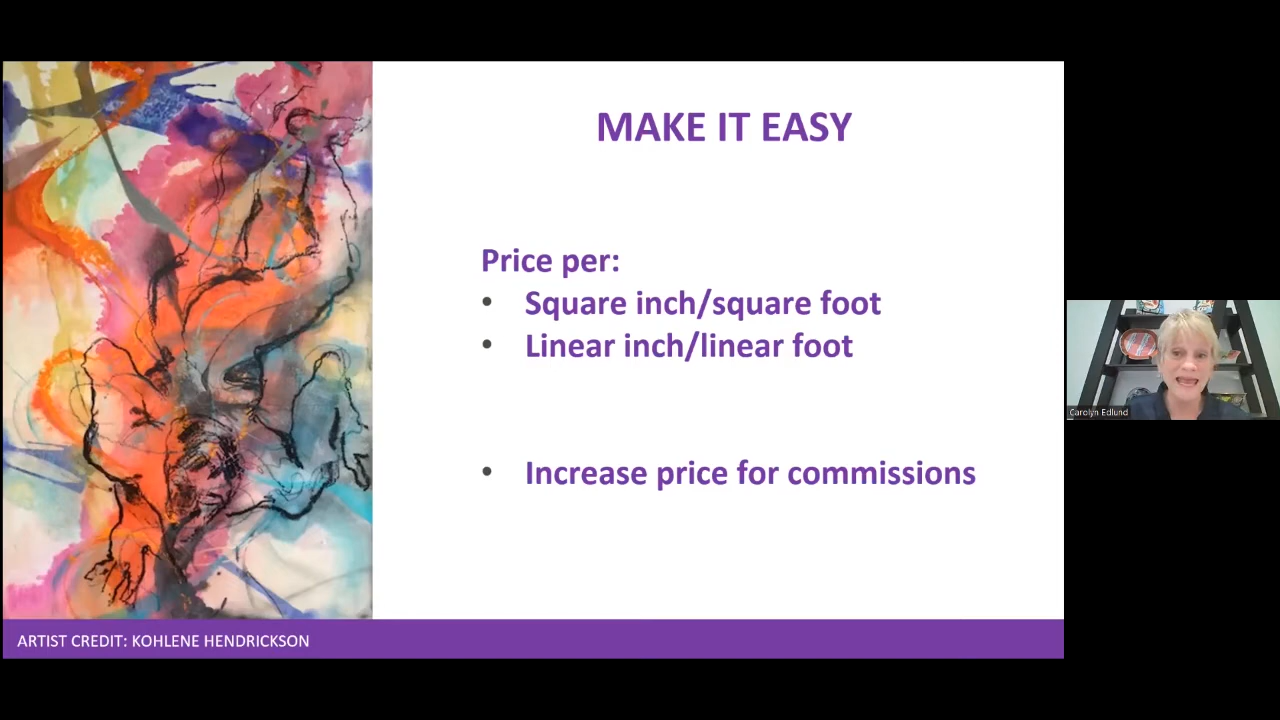 MAKE IT EASY
Price per:
• Square inch/square foot
• Linear inch/linear foot
• Increase price for commissions
ARTIST CREDIT: KOHLENE HENDRICKSON
Carolyn Edlund